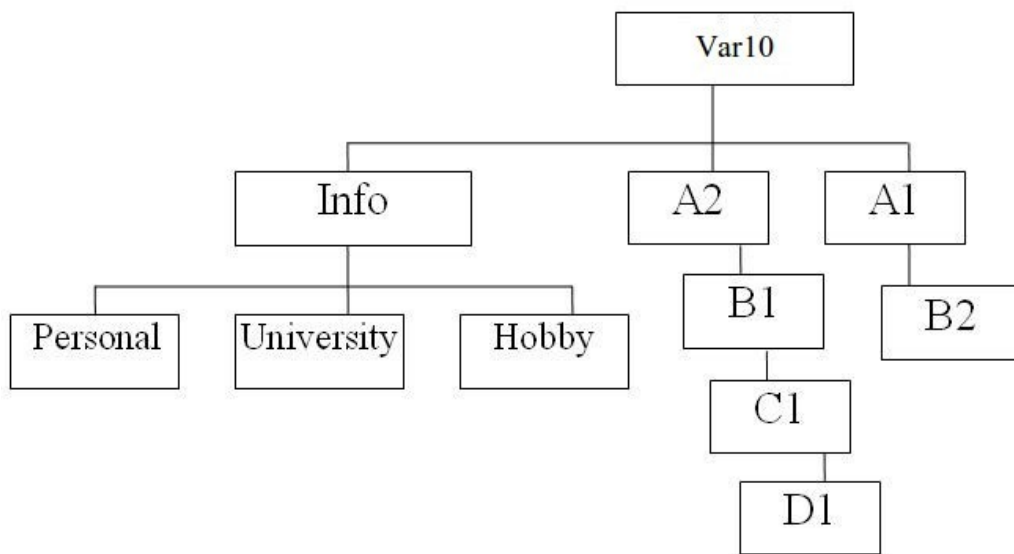 Var10
Info
A2
A1
Personal
University
Hobby
B1
B2
C1
D1